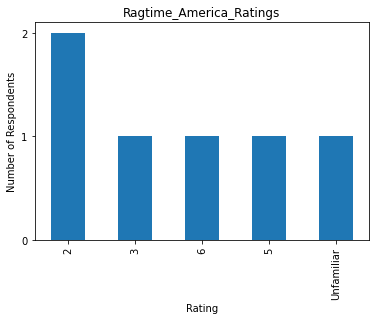 Ragtime_America_Ratings
Number of Respondents
2
1
0
2
3
6
5
Unfamiliar
Rating